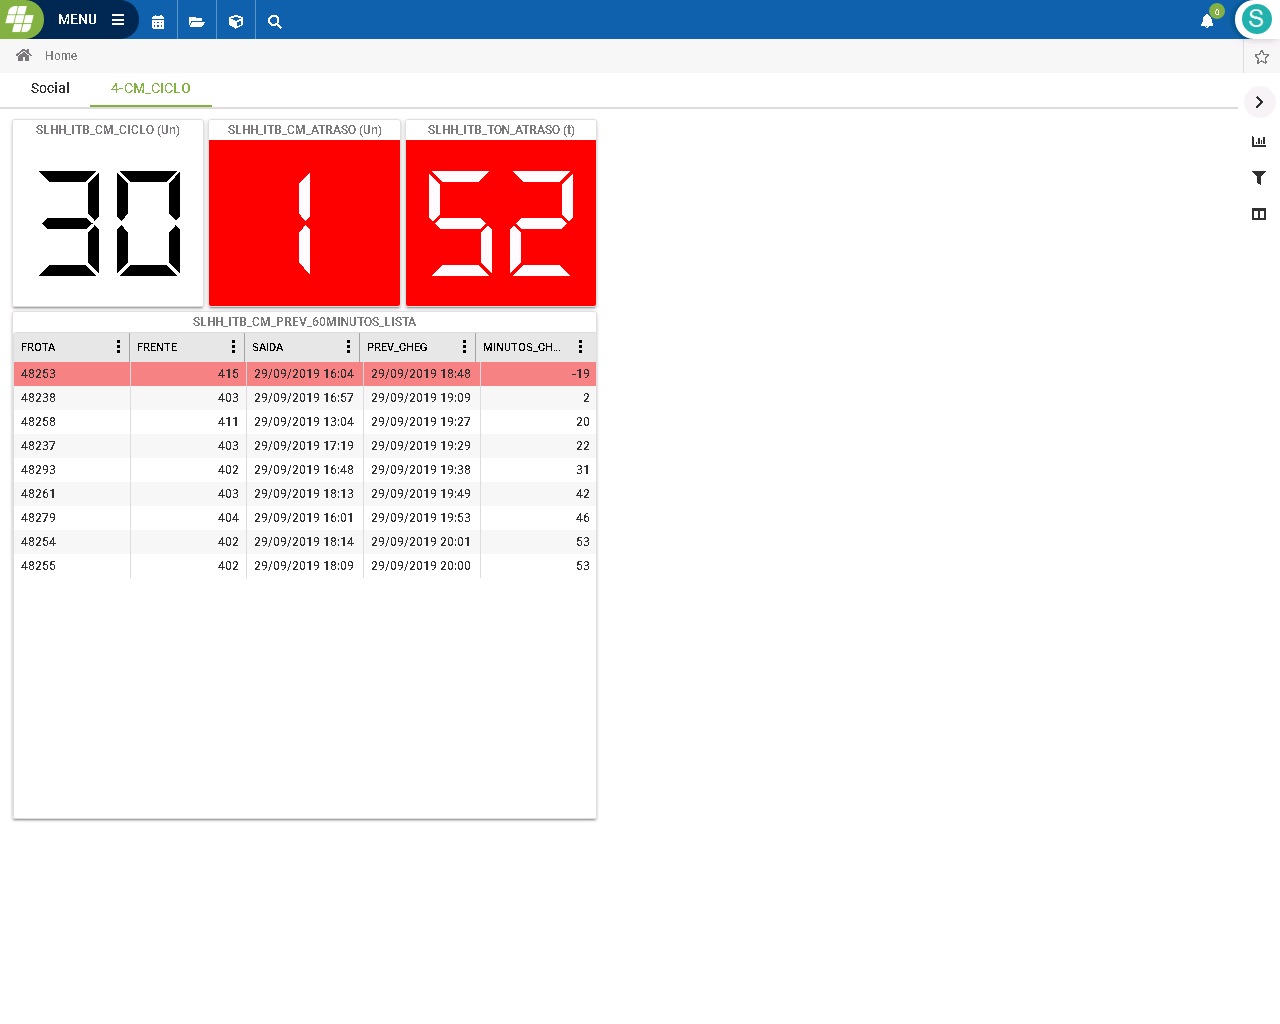 MENU
0
S
Home
Social 4-CM_CICLO
SLHH_ITB_CM_CICLO (Un) SLHH_ITB_CM_ATRASO (Un) SLHH_ITB_TON_ATRASO (t)
30 1 52
SLHH_ITB_CM_PREV_60MINUTOS_LISTA
FROTA FRENTE SAIDA PREV_CHEG MINUTOS_CH...
48253 415 29/09/2019 16:04 29/09/2019 18:48 -19
48238 403 29/09/2019 16:57 29/09/2019 19:09 2
48258 411 29/09/2019 13:04 29/09/2019 19:27 20
48237 403 29/09/2019 17:19 29/09/2019 19:29 22
48293 402 29/09/2019 16:48 29/09/2019 19:38 31
48261 403 29/09/2019 18:13 29/09/2019 19:49 42
48279 404 29/09/2019 16:01 29/09/2019 19:53 46
48254 402 29/09/2019 18:14 29/09/2019 20:01 53
48255 402 29/09/2019 18:09 29/09/2019 20:00 53